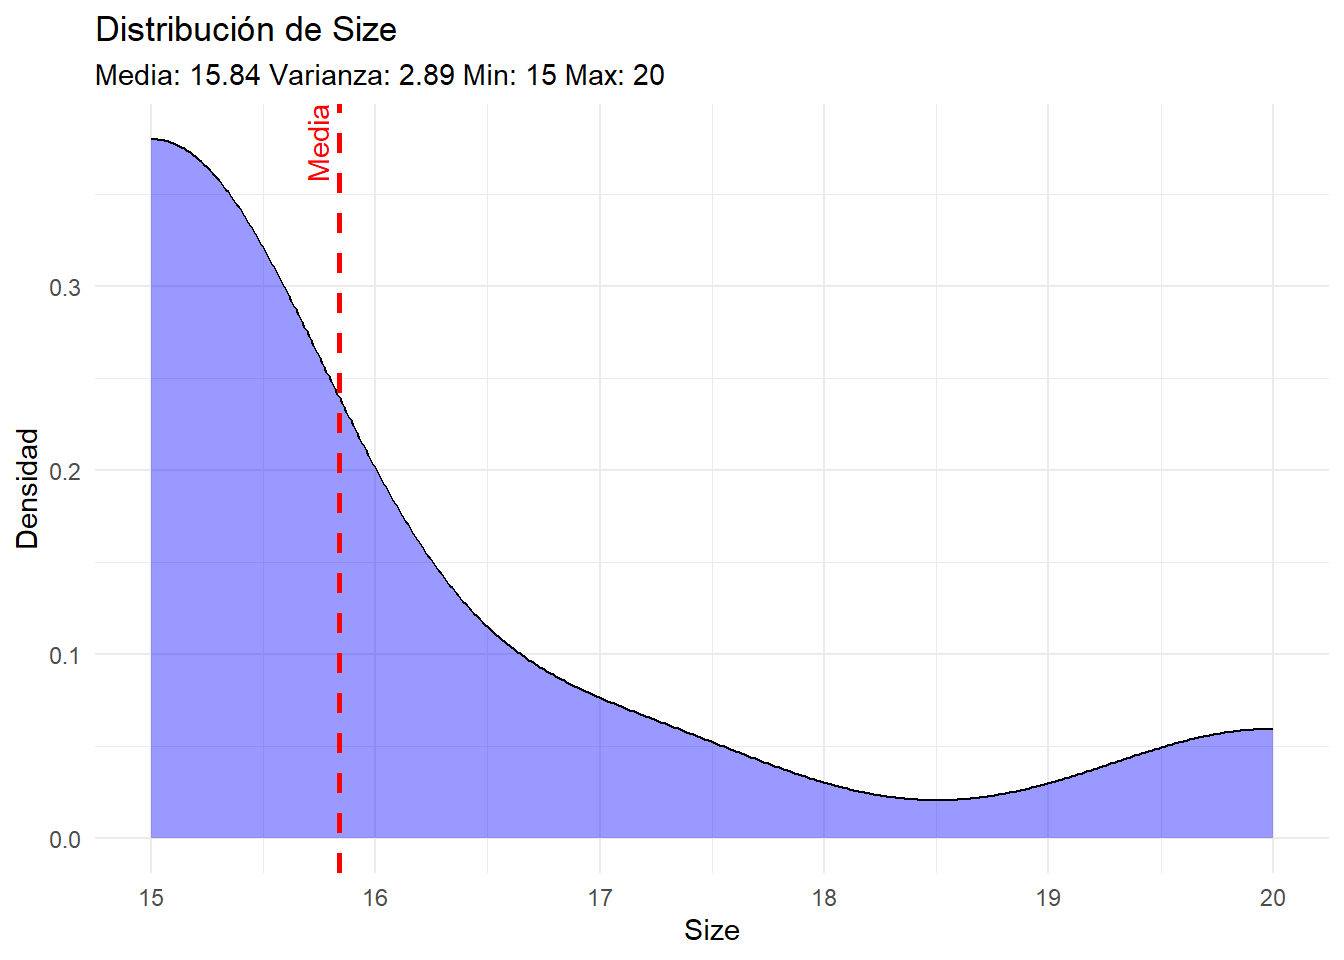 Distribución de Size
Media: 15.84 Varianza: 2.89 Min: 15 Max: 20
Media
Densidad
0.3
0.2
0.1
0.0
15 16 17 18 19 20
Size